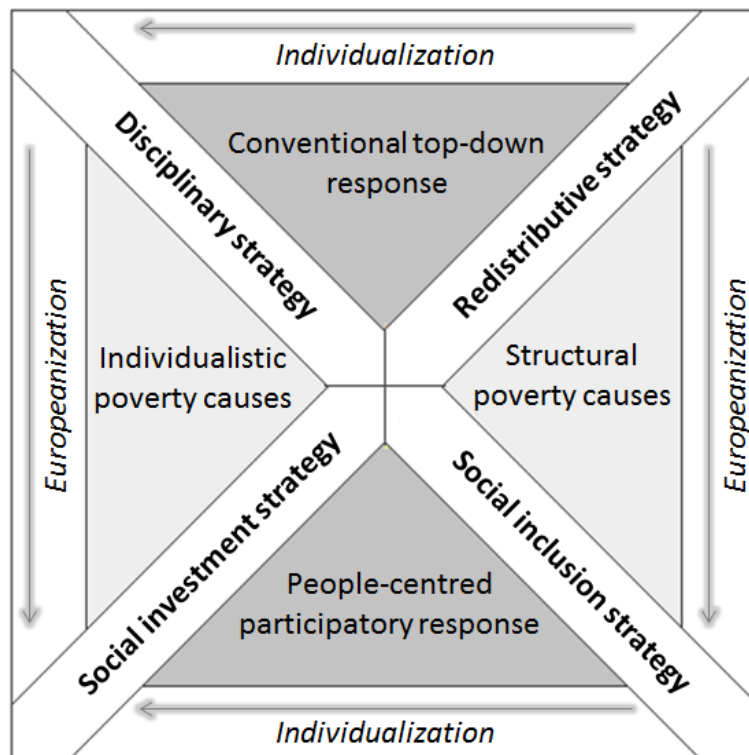 Individualization
Conventional top-down
response
Disciplinary strategy
Redistributive strategy
Europeanization
Individualistic
poverty causes
Structural
poverty causes
Europeanization
Social investment strategy
Social inclusion strategy
People-centred
participatory response
Individualization